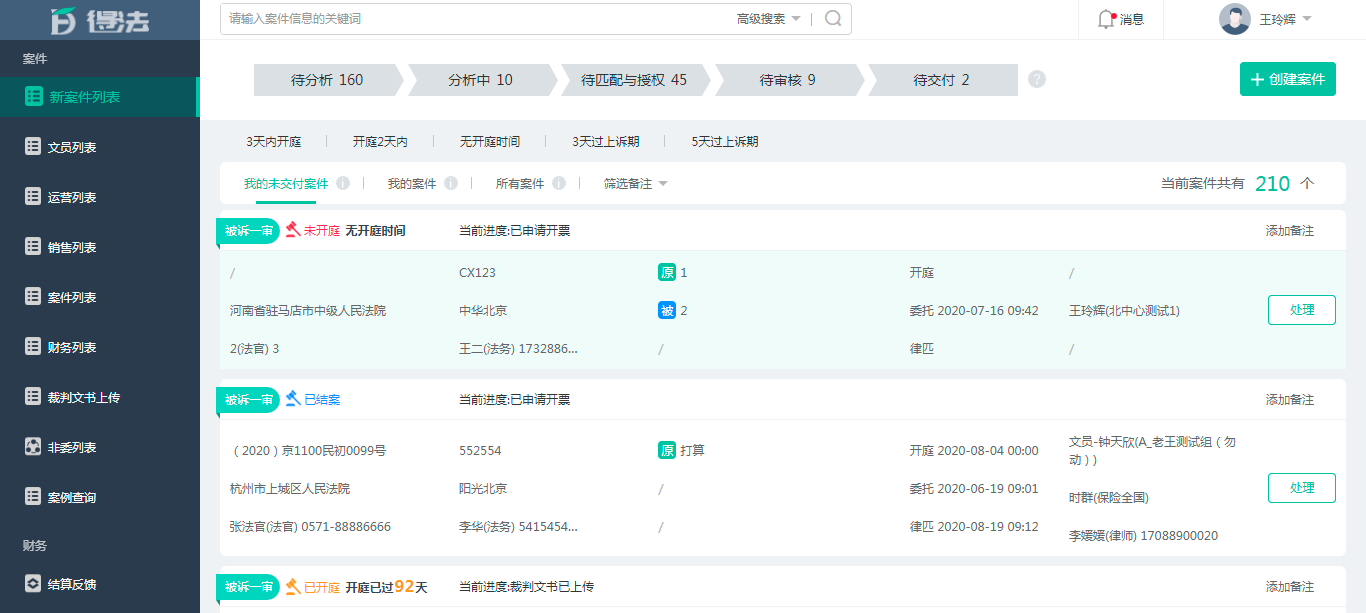 得法
请输入案件信息的关键词
高级搜索
消息
王玲辉
案件
新案件列表
文员列表
运营列表
销售列表
案件列表
财务列表
裁判文书上传
非委列表
案例查询
财务
结算反馈
待分析 160
分析中 10
待匹配与授权 45
待审核 9
待交付 2
?
+ 创建案件
3天内开庭
开庭2天内
无开庭时间
3天过上诉期
5天过上诉期
我的未交付案件
我的案件
所有案件
筛选备注
当前案件共有 210 个
被诉一审 未开庭 无开庭时间 当前进度:已申请开票 添加备注
/ CX123 原 1 开庭 /
河南省驻马店市中级人民法院 中华北京 被 2 委托 2020-07-16 09:42 王玲辉(北中心测试1) 处理
2(法官) 3 王二(法务) 1732886... / 律匹 /
被诉一审 已结案 当前进度:已申请开票 添加备注
（2020）京1100民初0099号 552554 原 打算 开庭 2020-08-04 00:00 文员-钟天欣(A_老王测试组（勿
动）)
杭州市上城区人民法院 阳光北京 / 委托 2020-06-19 09:01 时群(保险全国) 处理
张法官(法官) 0571-88886666 李华(法务) 5415454... / 律匹 2020-08-19 09:12 李媛媛(律师) 17088900020
被诉一审 已开庭 开庭已过92天 当前进度:裁判文书已上传 添加备注